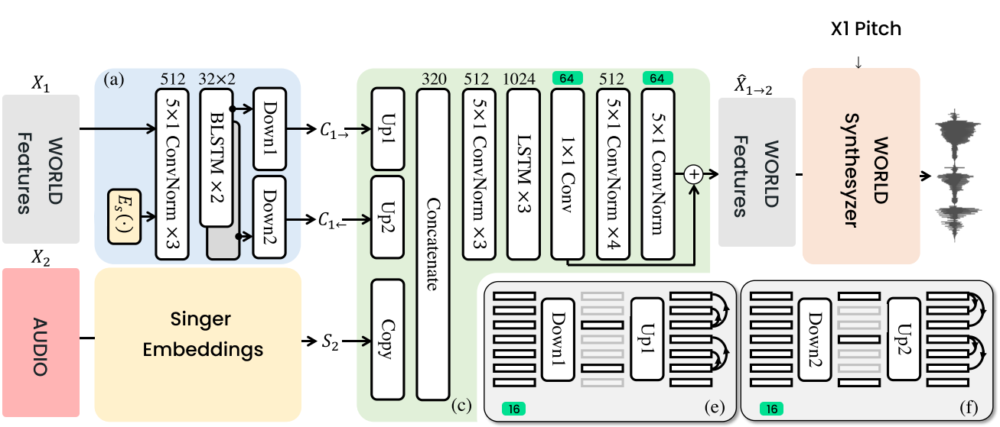 X1 Pitch
↓
X₁
WORLD
Features
X₂
AUDIO
(a)
512
32×2
Eₛ(·)
5×1 ConvNorm ×3
BLSTM ×2
Down1
Down2
C₁→
C₁←
Singer
Embeddings
S₂
Up1
Up2
Copy
320
Concatenate
512
5×1 ConvNorm ×3
1024
LSTM ×3
64
1×1 Conv
512
5×1 ConvNorm ×4
64
5×1 ConvNorm
+
(c)
X̂₁→₂
WORLD
Features
WORLD
Synthesyzer
Down1
Up1
16
(e)
Down2
Up2
16
(f)